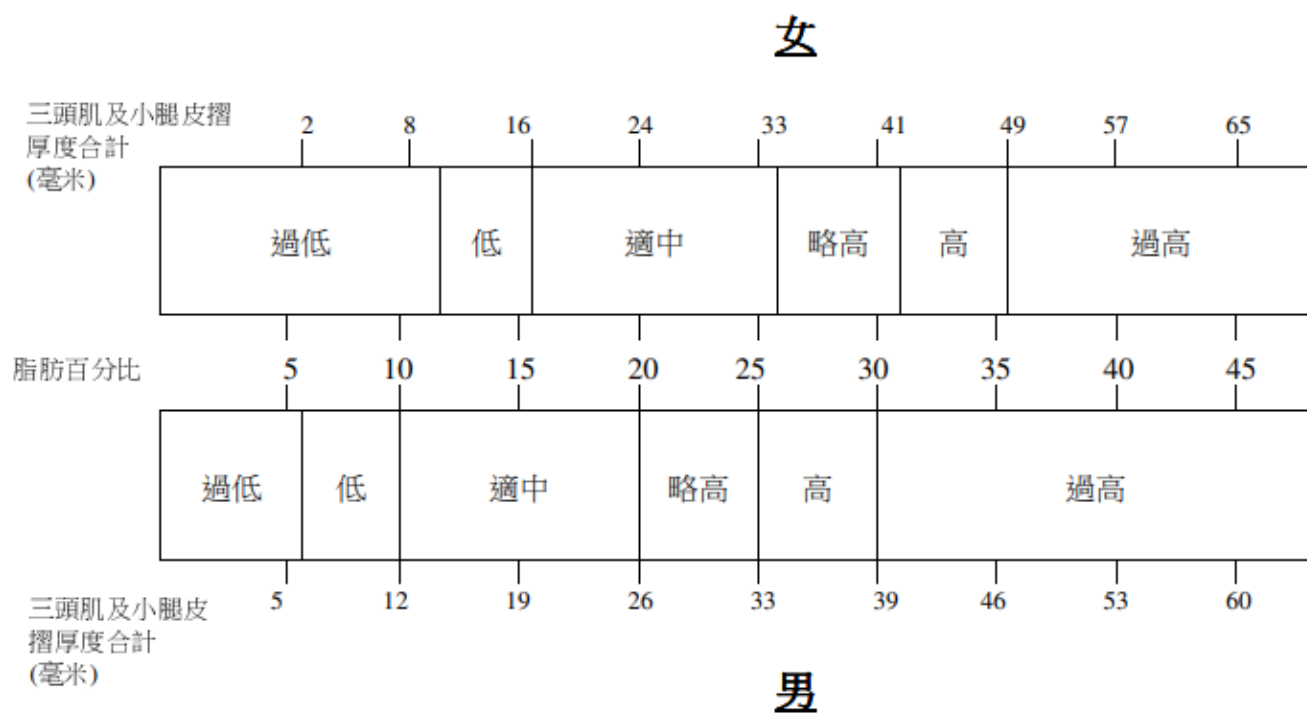 女
三頭肌及小腿皮摺
厚度合計
(毫米)
2 8 16 24 33 41 49 57 65
過低 低 適中 略高 高 過高
脂肪百分比 5 10 15 20 25 30 35 40 45
過低 低 適中 略高 高 過高
5 12 19 26 33 39 46 53 60
三頭肌及小腿皮
摺厚度合計
(毫米)
男